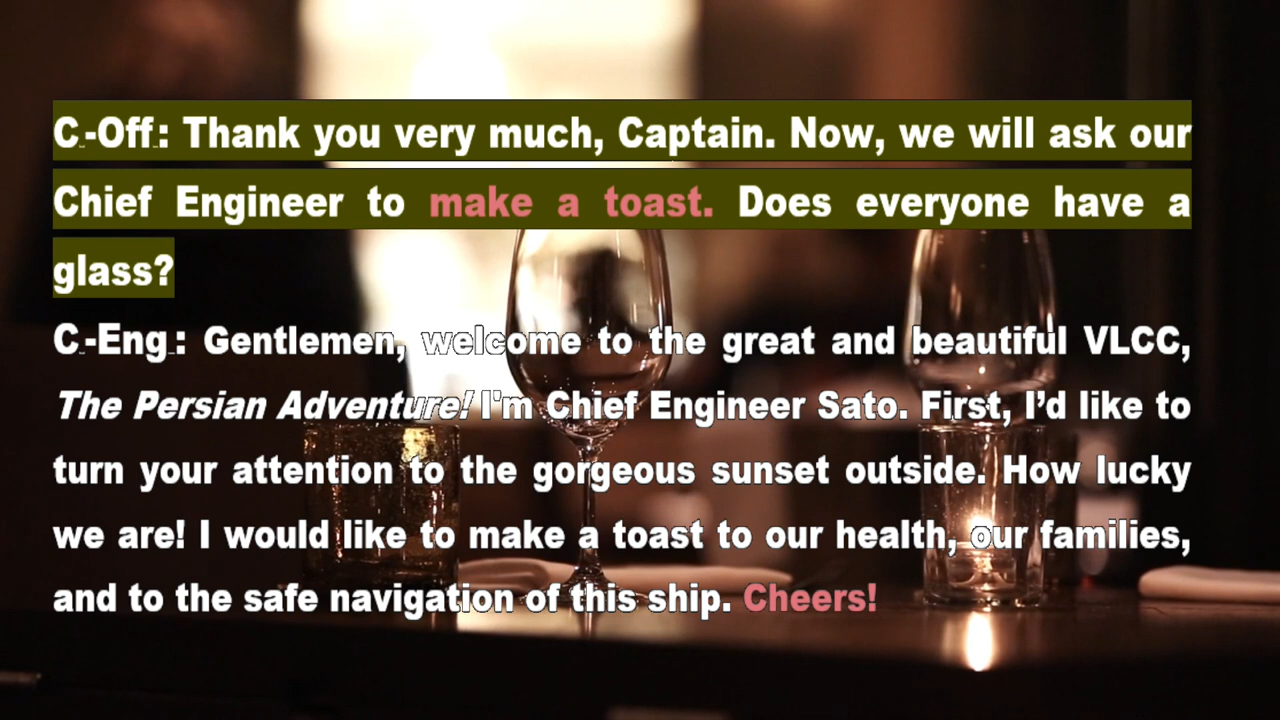 C.-Off.: Thank you very much, Captain. Now, we will ask our
Chief Engineer to make a toast. Does everyone have a
glass?
C.-Eng.: Gentlemen, welcome to the great and beautiful VLCC,
The Persian Adventure! I'm Chief Engineer Sato. First, I’d like to
turn your attention to the gorgeous sunset outside. How lucky
we are! I would like to make a toast to our health, our families,
and to the safe navigation of this ship. Cheers!